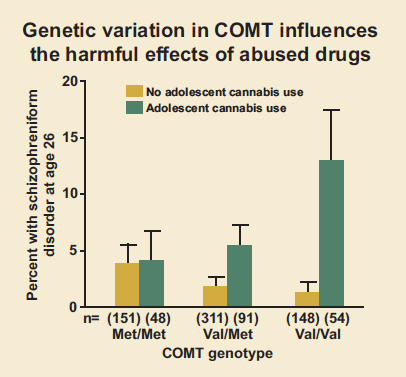 Genetic variation in COMT influences
the harmful effects of abused drugs
Percent with schizophreniform
disorder at age 26
20
15
10
5
0
No adolescent cannabis use
Adolescent cannabis use
n= (151) (48) (311) (91) (148) (54)
Met/Met Val/Met Val/Val
COMT genotype